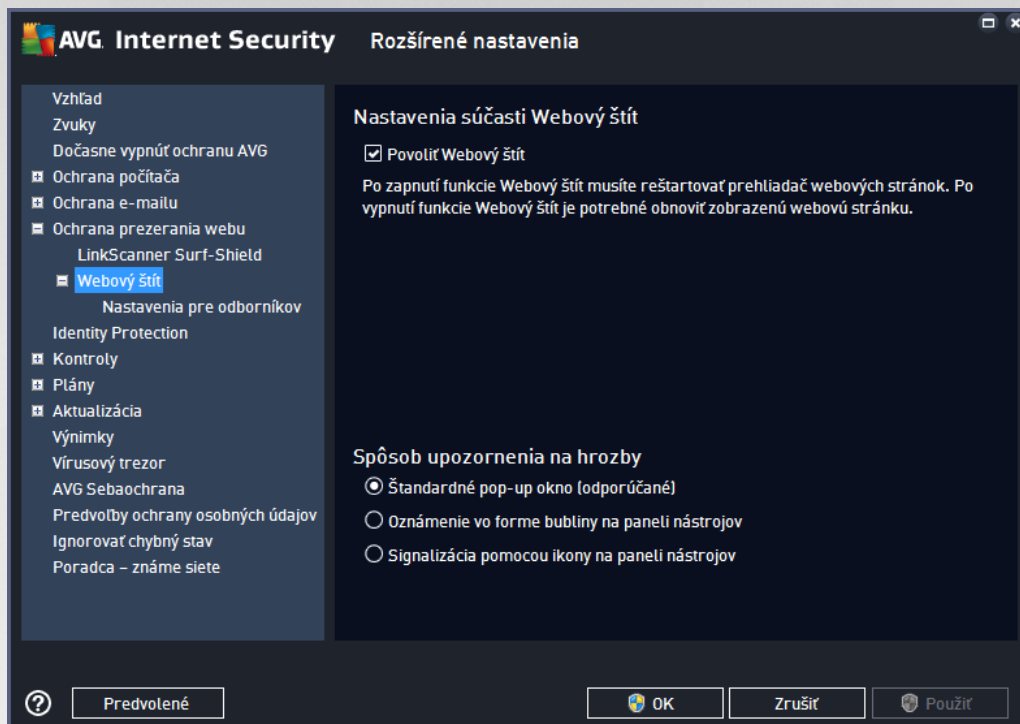 AVG. Internet Security Rozšírené nastavenia
Vzhľad
Zvuky
Dočasne vypnúť ochranu AVG
Ochrana počítača
Ochrana e-mailu
Ochrana prezerania webu
LinkScanner Surf-Shield
Webový štít
Nastavenia pre odborníkov
Identity Protection
Kontroly
Plány
Aktualizácia
Výnimky
Vírusový trezor
AVG Sebaochrana
Predvoľby ochrany osobných údajov
Ignorovať chybný stav
Poradca – známe siete
Nastavenia súčasti Webový štít
Povoliť Webový štít
Po zapnutí funkcie Webový štít musíte reštartovať prehliadač webových stránok. Po
vypnutí funkcie Webový štít je potrebné obnoviť zobrazenú webovú stránku.
Spôsob upozornenia na hrozby
Štandardné pop-up okno (odporúčané)
Oznámenie vo forme bubliny na paneli nástrojov
Signalizácia pomocou ikony na paneli nástrojov
Predvolené
OK
Zrušiť
Použiť